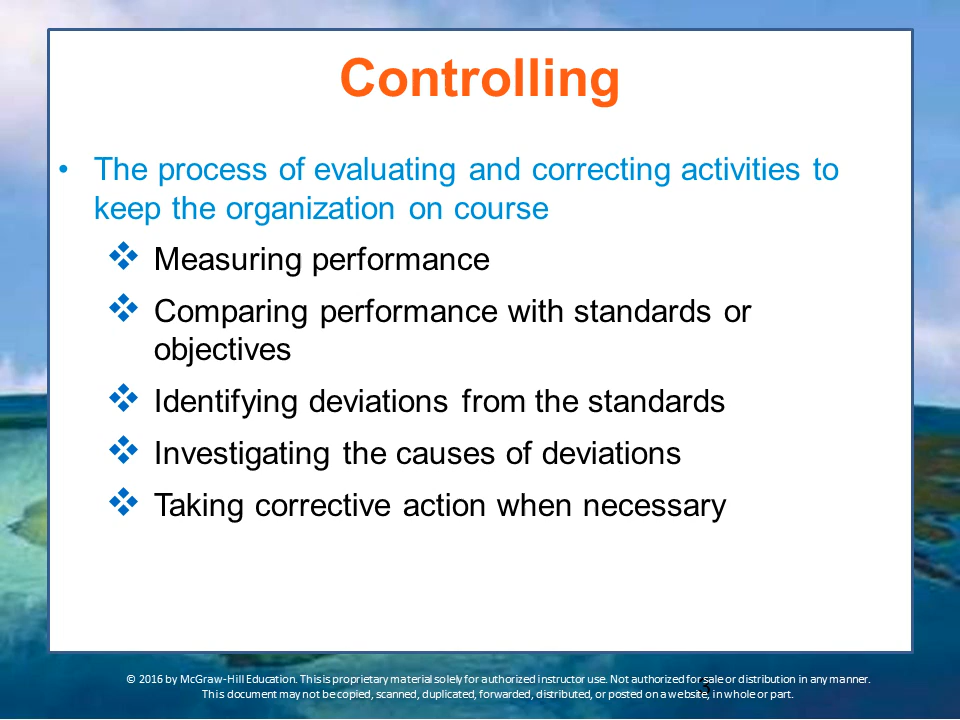 Controlling
• The process of evaluating and correcting activities to
keep the organization on course
❖ Measuring performance
❖ Comparing performance with standards or
objectives
❖ Identifying deviations from the standards
❖ Investigating the causes of deviations
❖ Taking corrective action when necessary
© 2016 by McGraw-Hill Education. This is proprietary material solely for authorized instructor use. Not authorized for sale or distribution in any manner.
This document may not be copied, scanned, duplicated, forwarded, distributed, or posted on a website, in whole or part.